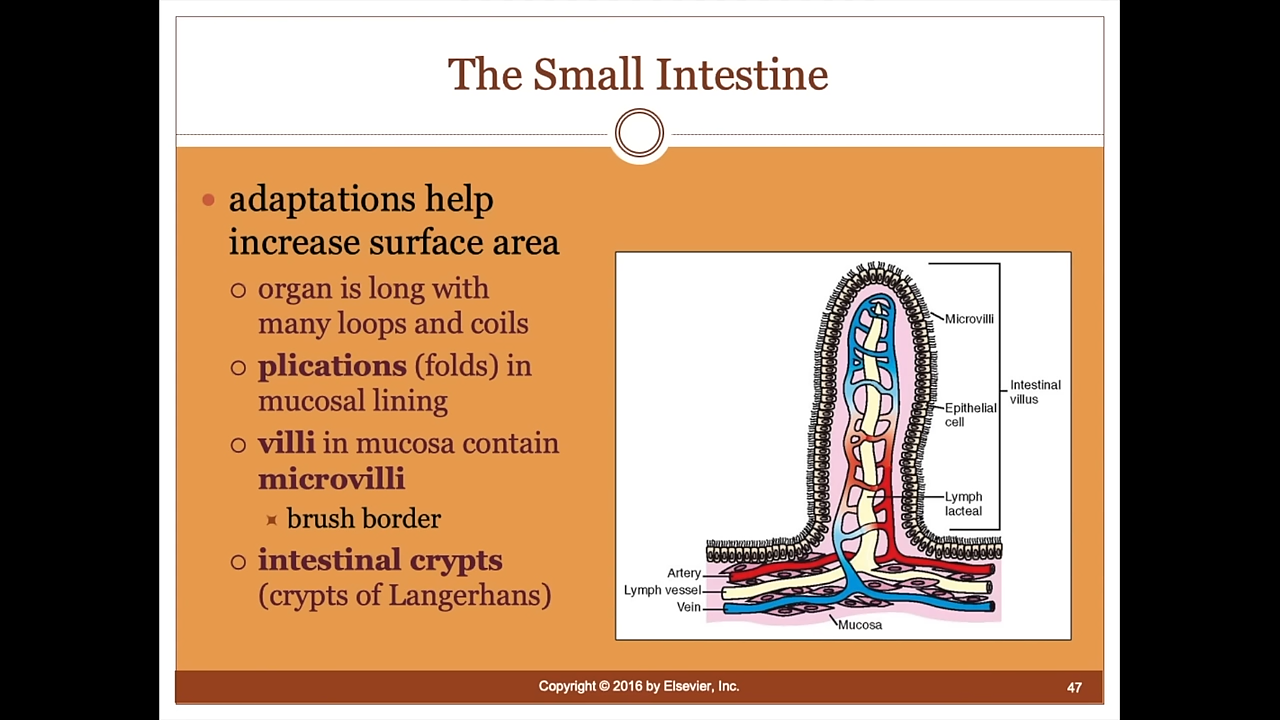 The Small Intestine
adaptations help
increase surface area
organ is long with
many loops and coils
plications (folds) in
mucosal lining
villi in mucosa contain
microvilli
brush border
intestinal crypts
(crypts of Langerhans)
Microvilli
Intestinal
villus
Epithelial
cell
Lymph
lacteal
Artery
Lymph vessel
Vein
Mucosa
Copyright © 2016 by Elsevier, Inc.
47